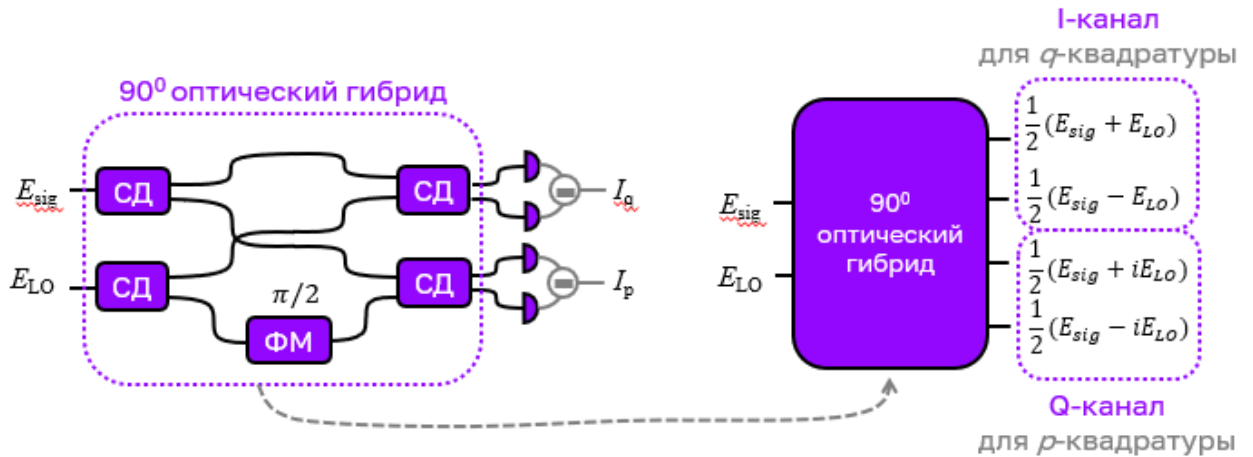 90⁰ оптический гибрид
E_sig
E_LO
СД
СД
π/2
ФМ
СД
СД
I_q
I_p
I-канал
для q-квадратуры
E_sig
E_LO
90⁰
оптический
гибрид
1/2 (E_sig + E_LO)
1/2 (E_sig − E_LO)
1/2 (E_sig + iE_LO)
1/2 (E_sig − iE_LO)
Q-канал
для p-квадратуры